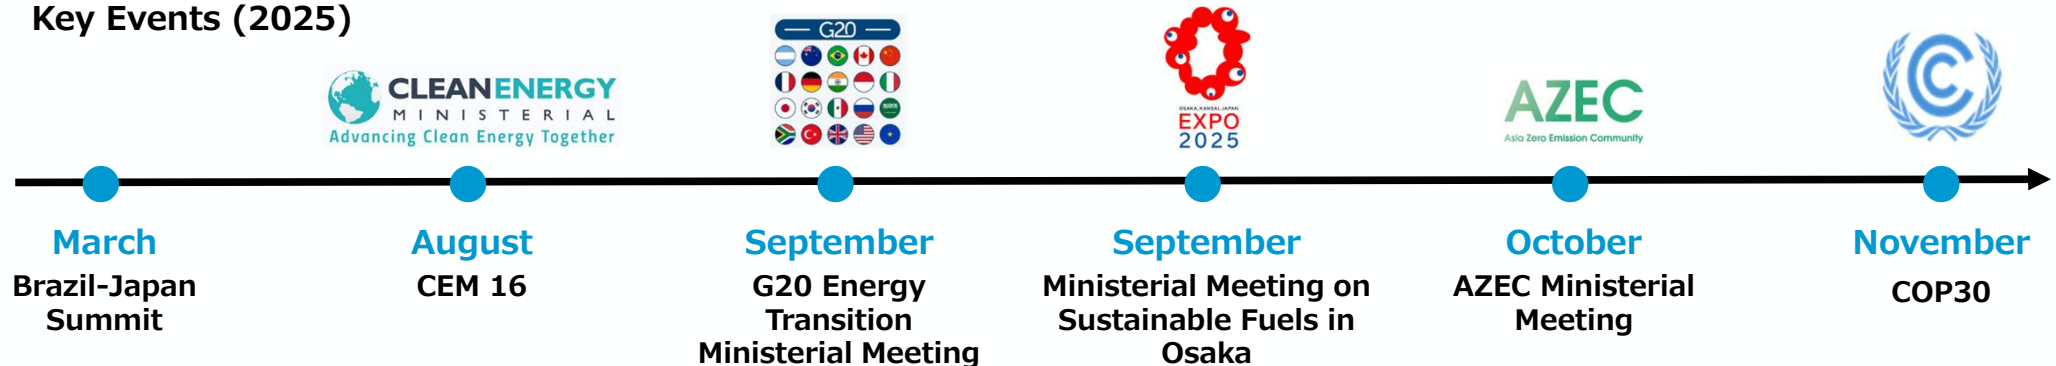 Key Events (2025)
CLEANENERGY
MINISTERIAL
Advancing Clean Energy Together
G20
OSAKA, KANSAI, JAPAN
EXPO
2025
AZEC
Asia Zero Emission Community
March
Brazil-Japan
Summit
August
CEM 16
September
G20 Energy
Transition
Ministerial Meeting
September
Ministerial Meeting on
Sustainable Fuels in
Osaka
October
AZEC Ministerial
Meeting
November
COP30